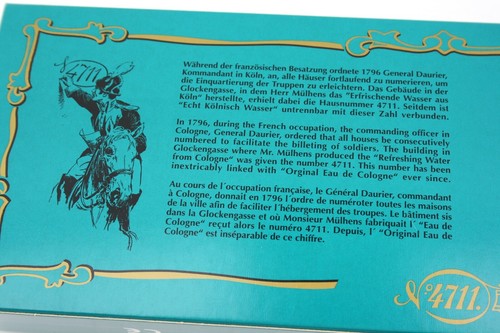 4711
Während der französischen Besatzung ordnete 1796 General Daurier,
Kommandant in Köln, an, alle Häuser fortlaufend zu numerieren, um
die Einquartierung der Truppen zu erleichtern. Das Gebäude in der
Glockengasse, in dem Herr Mülhens das "Erfrischende Wasser aus
Köln" herstellte, erhielt dabei die Hausnummer 4711. Seitdem ist
"Echt Kölnisch Wasser" untrennbar mit dieser Zahl verbunden.
In 1796, during the French occupation, the commanding officer in
Cologne, General Daurier, ordered that all houses be consecutively
numbered to facilitate the billeting of soldiers. The building in
Glockengasse where Mr. Mülhens produced the "Refreshing Water
from Cologne" was given the number 4711. This number has been
inextricably linked with "Orginal Eau de Cologne" ever since.
Au cours de l´occupation française, le Général Daurier, commandant
à Cologne, donnait en 1796 l´ordre de numéroter toutes les maisons
de la ville afin de faciliter l´hébergement des troupes. Le bâtiment sis
dans la Glockengasse et où Monsieur Mülhens fabriquait l´ "Eau de
Cologne" reçut alors le numéro 4711. Depuis, l´ "Original Eau de
Cologne" est inséparable de ce chiffre.
No 4711.